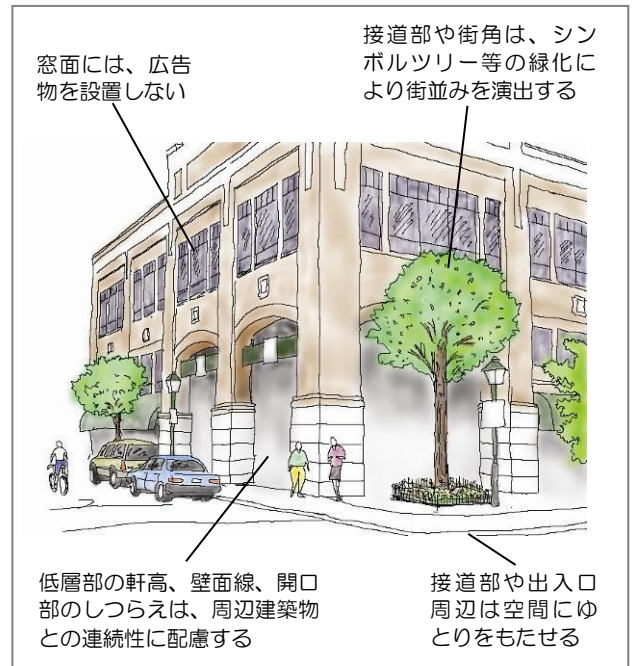 窓面には、広告
物を設置しない
接道部や街角は、シン
ボルツリー等の緑化に
より街並みを演出する
低層部の軒高、壁面線、開口
部のしつらえは、周辺建築物
との連続性に配慮する
接道部や出入口
周辺は空間にゆ
とりをもたせる